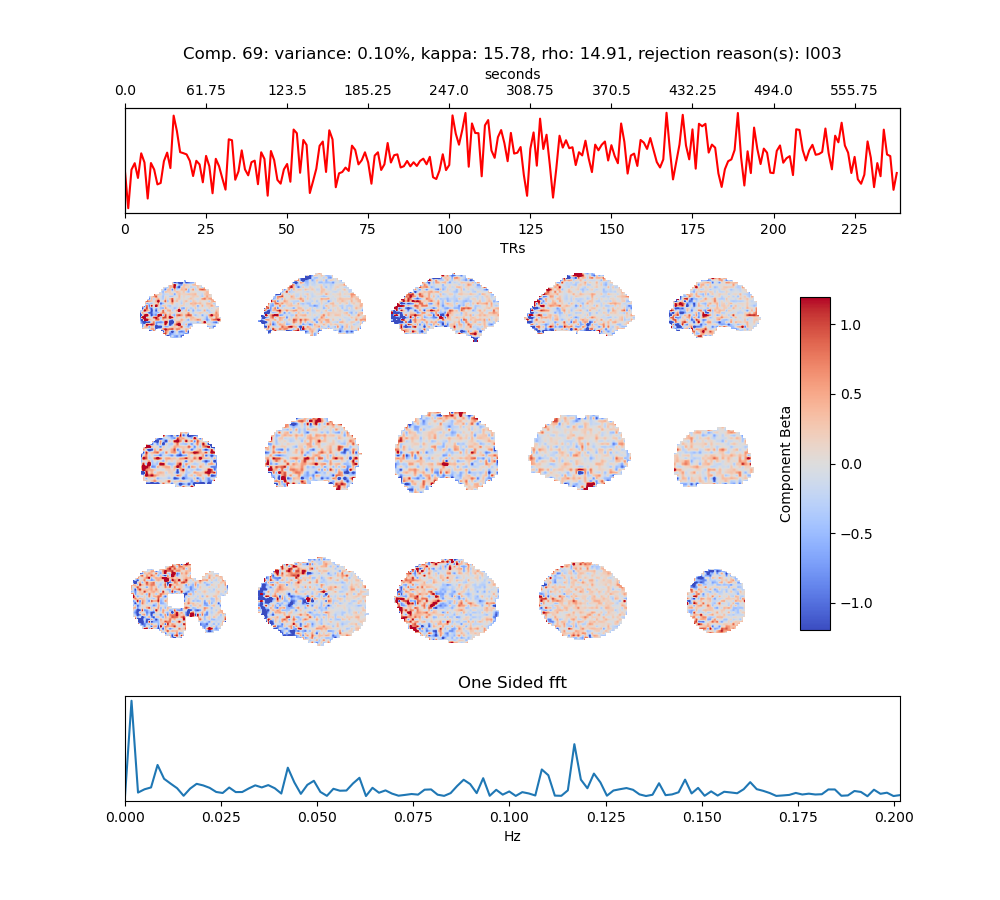 Comp. 69: variance: 0.10%, kappa: 15.78, rho: 14.91, rejection reason(s): I003
seconds
0.0 61.75 123.5 185.25 247.0 308.75 370.5 432.25 494.0 555.75
0 25 50 75 100 125 150 175 200 225
TRs
1.0
0.5
0.0
−0.5
−1.0
Component Beta
One Sided fft
0.000 0.025 0.050 0.075 0.100 0.125 0.150 0.175 0.200
Hz